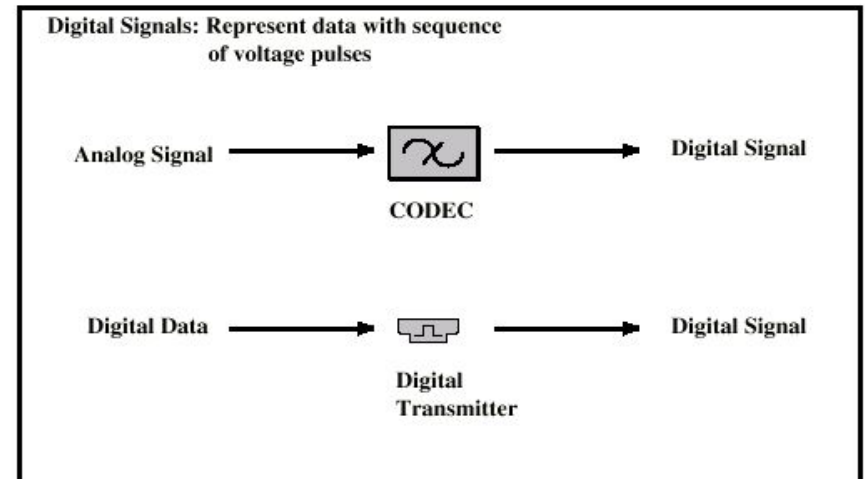 Digital Signals: Represent data with sequence
of voltage pulses
Analog Signal
Digital Signal
CODEC
Digital Data
Digital Signal
Digital
Transmitter